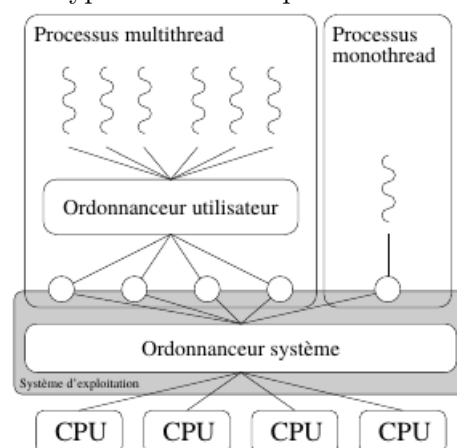 Processus multithread
Processus
monothread
Ordonnanceur utilisateur
Ordonnanceur système
Système d'exploitation
CPU
CPU
CPU
CPU